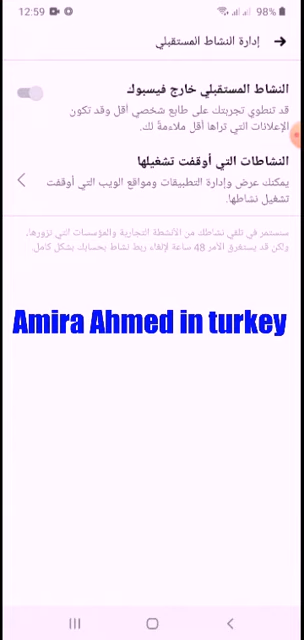 12:59
98%
إدارة النشاط المستقبلي
النشاط المستقبلي خارج فيسبوك
قد تنطوي تجربتك على طابع شخصي أقل وقد تكون
الإعلانات التي تراها أقل ملاءمةً لك.
النشاطات التي أوقفت تشغيلها
يمكنك عرض وإدارة التطبيقات ومواقع الويب التي أوقفت
تشغيل نشاطها.
سنستمر في تلقي نشاطك من الأنشطة التجارية والمؤسسات التي تزورها،
ولكن قد يستغرق الأمر 48 ساعة لإلغاء ربط نشاط بحسابك بشكل كامل.
Amira Ahmed in turkey